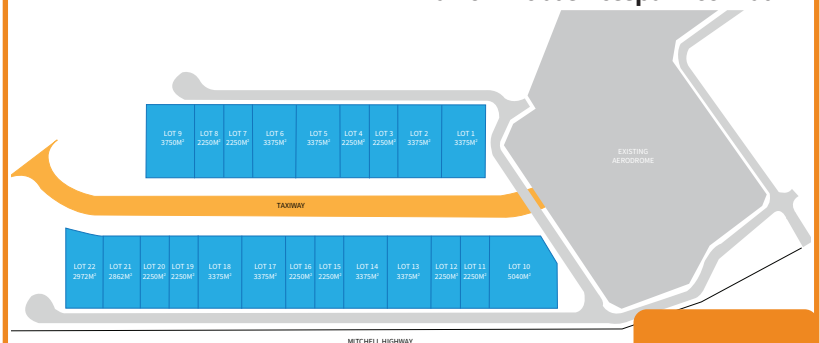 LOT 9
3750M²
LOT 8
2250M²
LOT 7
2250M²
LOT 6
3375M²
LOT 5
3375M²
LOT 4
2250M²
LOT 3
2250M²
LOT 2
3375M²
LOT 1
3375M²
EXISTING
AERODROME
TAXIWAY
LOT 22
2972M²
LOT 21
2862M²
LOT 20
2250M²
LOT 19
2250M²
LOT 18
3375M²
LOT 17
3375M²
LOT 16
2250M²
LOT 15
2250M²
LOT 14
3375M²
LOT 13
3375M²
LOT 12
2250M²
LOT 11
2250M²
LOT 10
5040M²
MITCHELL HIGHWAY